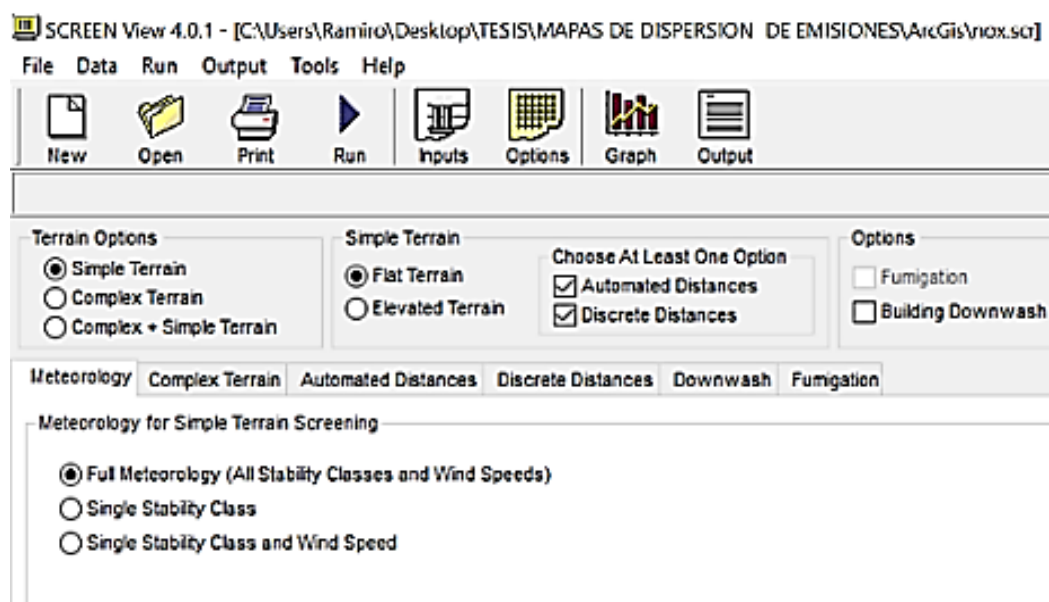 SCREEN View 4.0.1 - [C:\Users\Ramiro\Desktop\TESIS\MAPAS DE DISPERSION DE EMISIONES\ArcGis\nox.scr]
File Data Run Output Tools Help
New Open Print Run Inputs Options Graph Output
Terrain Options
Simple Terrain
Complex Terrain
Complex + Simple Terrain
Simple Terrain
Flat Terrain
Elevated Terrain
Choose At Least One Option
Automated Distances
Discrete Distances
Options
Fumigation
Building Downwash
Meteorology Complex Terrain Automated Distances Discrete Distances Downwash Fumigation
Meteorology for Simple Terrain Screening
Full Meteorology (All Stability Classes and Wind Speeds)
Single Stability Class
Single Stability Class and Wind Speed